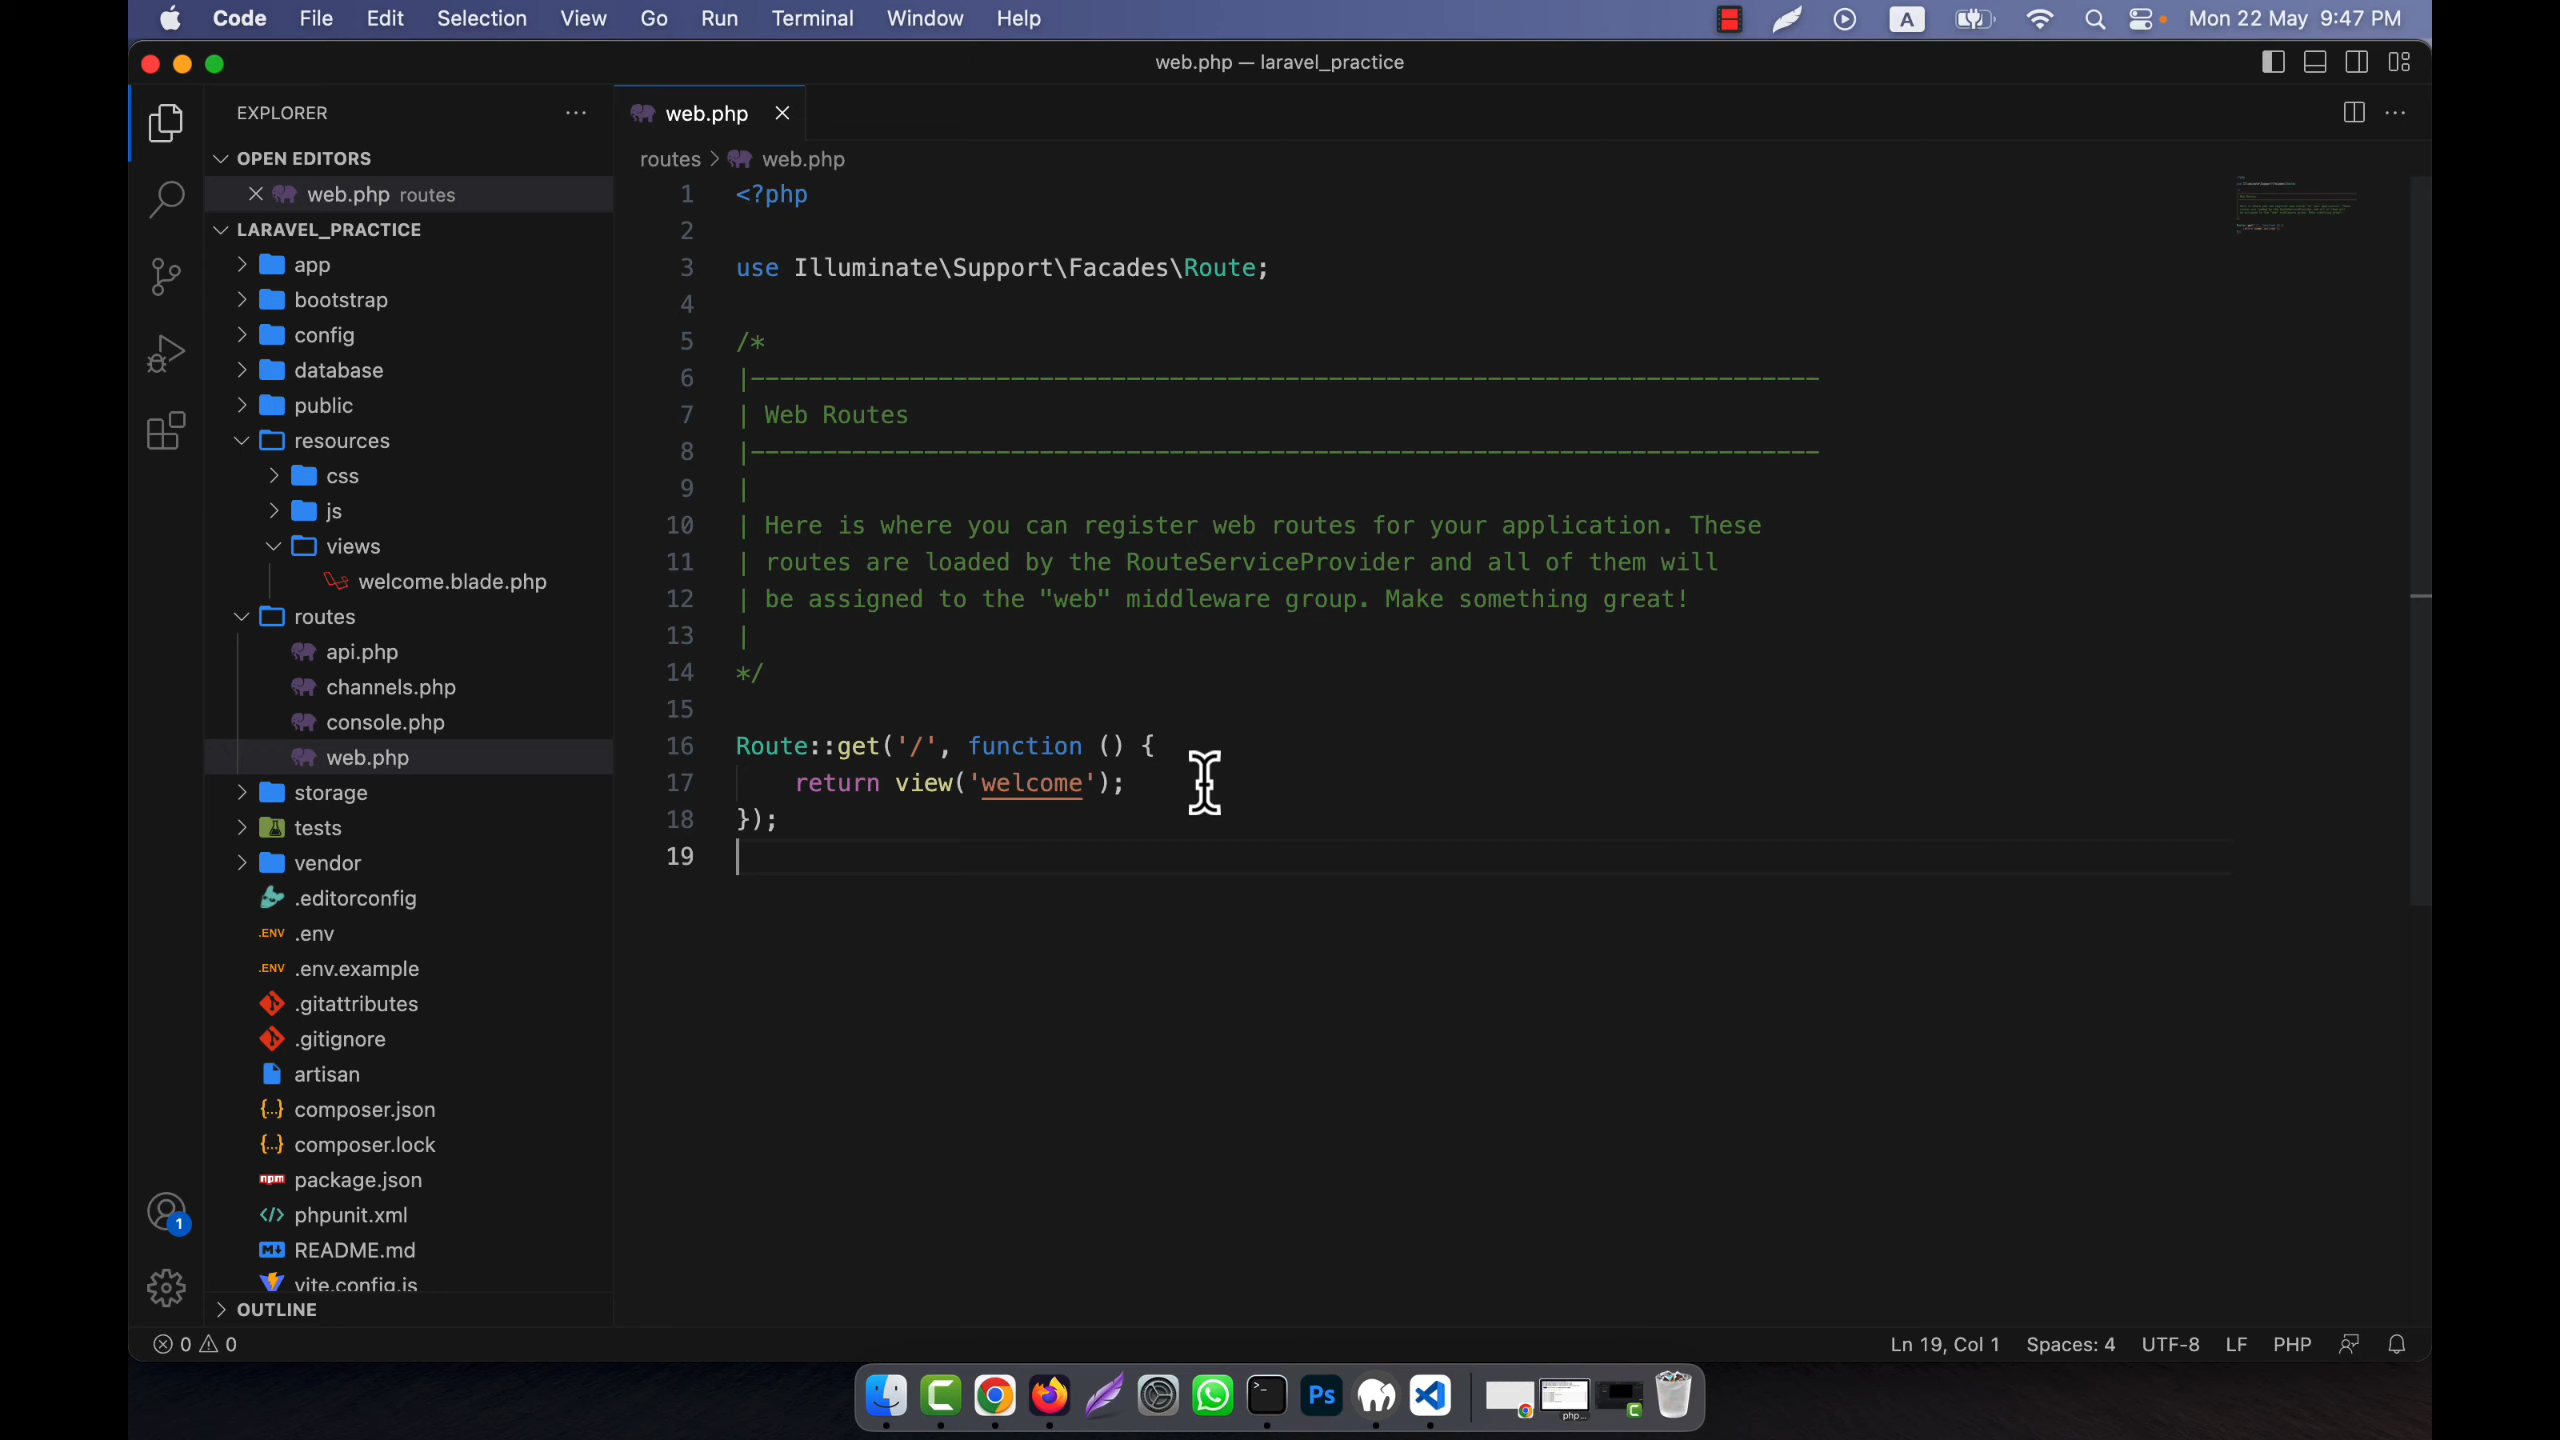 Code File Edit Selection View Go Run Terminal Window Help A Mon 22 May 9:47 PM
web.php — laravel_practice
EXPLORER
web.php
OPEN EDITORS
routes > web.php
web.php routes
LARAVEL_PRACTICE
app
bootstrap
config
database
public
resources
css
js
views
welcome.blade.php
routes
api.php
channels.php
console.php
web.php
storage
tests
vendor
.editorconfig
.ENV .env
.ENV .env.example
.gitattributes
.gitignore
artisan
{..} composer.json
{..} composer.lock
npm package.json
phpunit.xml
README.md
vite.config.js
OUTLINE
1 <?php
2
3 use Illuminate\Support\Facades\Route;
4
5 /*
6 |--------------------------------------------------------------------------
7 | Web Routes
8 |--------------------------------------------------------------------------
9 |
10 | Here is where you can register web routes for your application. These
11 | routes are loaded by the RouteServiceProvider and all of them will
12 | be assigned to the "web" middleware group. Make something great!
13 |
14 */
15
16 Route::get('/', function () {
17     return view('welcome');
18 });
19
1
0 0
Ln 19, Col 1 Spaces: 4 UTF-8 LF PHP
Ps
php...